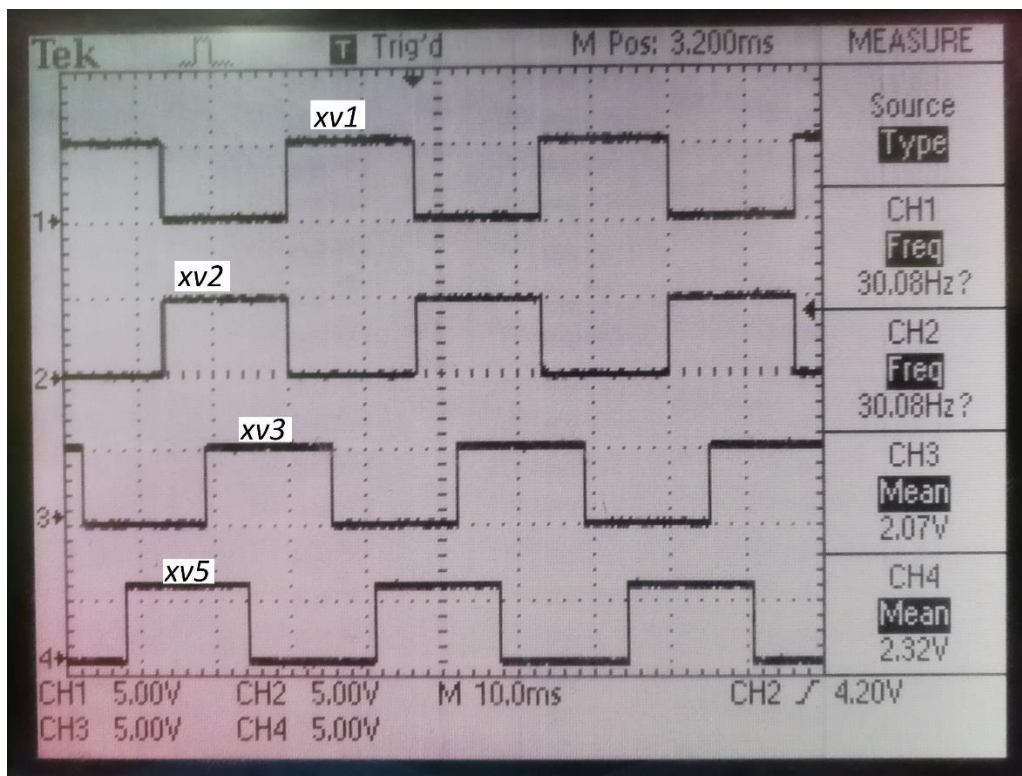 Tek T Trig'd M Pos: 3.200ms MEASURE
xv1
Source
Type
1
CH1
Freq
30.08Hz?
xv2
2
CH2
Freq
30.08Hz?
xv3
3
CH3
Mean
2.07V
xv5
4
CH4
Mean
2.32V
CH1 5.00V CH2 5.00V M 10.0ms CH2 4.20V
CH3 5.00V CH4 5.00V